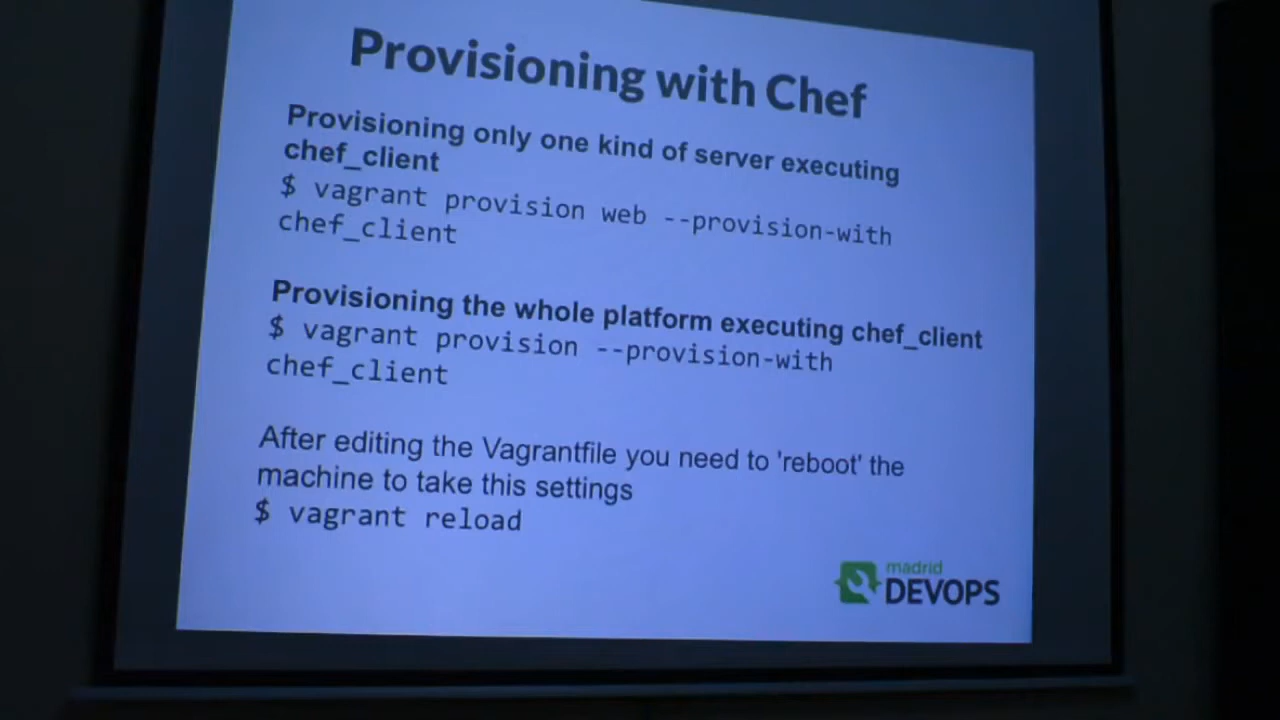 Provisioning with Chef
Provisioning only one kind of server executing
chef_client
$ vagrant provision web --provision-with
chef_client
Provisioning the whole platform executing chef_client
$ vagrant provision --provision-with
chef_client
After editing the Vagrantfile you need to 'reboot' the
machine to take this settings
$ vagrant reload
madrid
DEVOPS